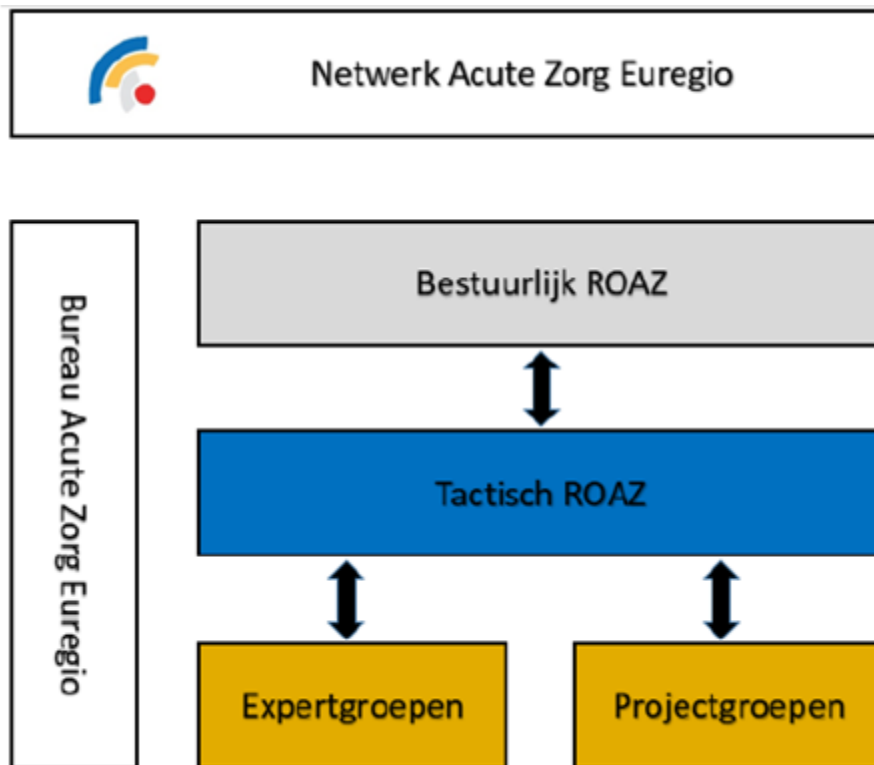 Netwerk Acute Zorg Euregio
Bestuurlijk ROAZ
Bureau Acute Zorg Euregio
Tactisch ROAZ
Expertgroepen
Projectgroepen